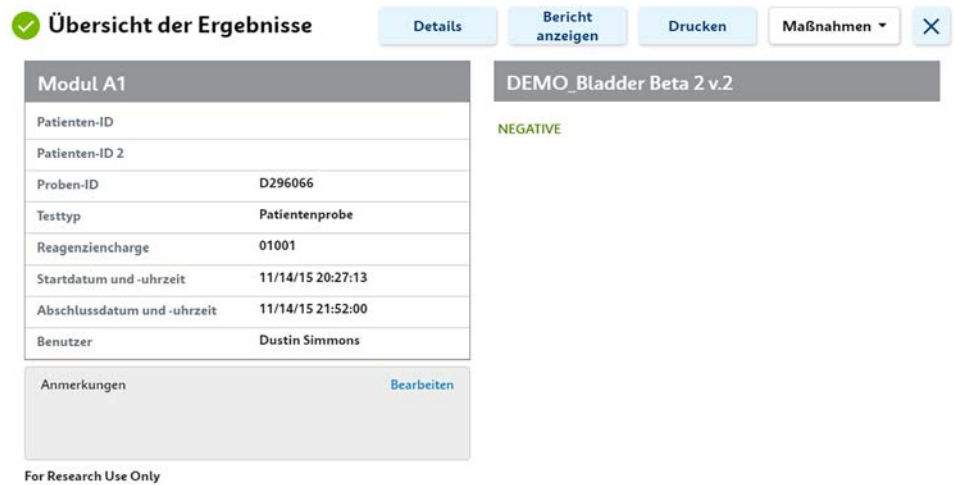 Übersicht der Ergebnisse
Details
Bericht
anzeigen
Drucken
Maßnahmen
Modul A1
Patienten-ID
Patienten-ID 2
Proben-ID D296066
Testtyp Patientenprobe
Reagenziencharge 01001
Startdatum und -uhrzeit 11/14/15 20:27:13
Abschlussdatum und -uhrzeit 11/14/15 21:52:00
Benutzer Dustin Simmons
Anmerkungen Bearbeiten
For Research Use Only
DEMO_Bladder Beta 2 v.2
NEGATIVE